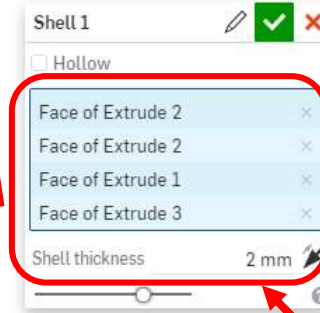 Shell 1
Hollow
Face of Extrude 2
Face of Extrude 2
Face of Extrude 1
Face of Extrude 3
Shell thickness 2 mm